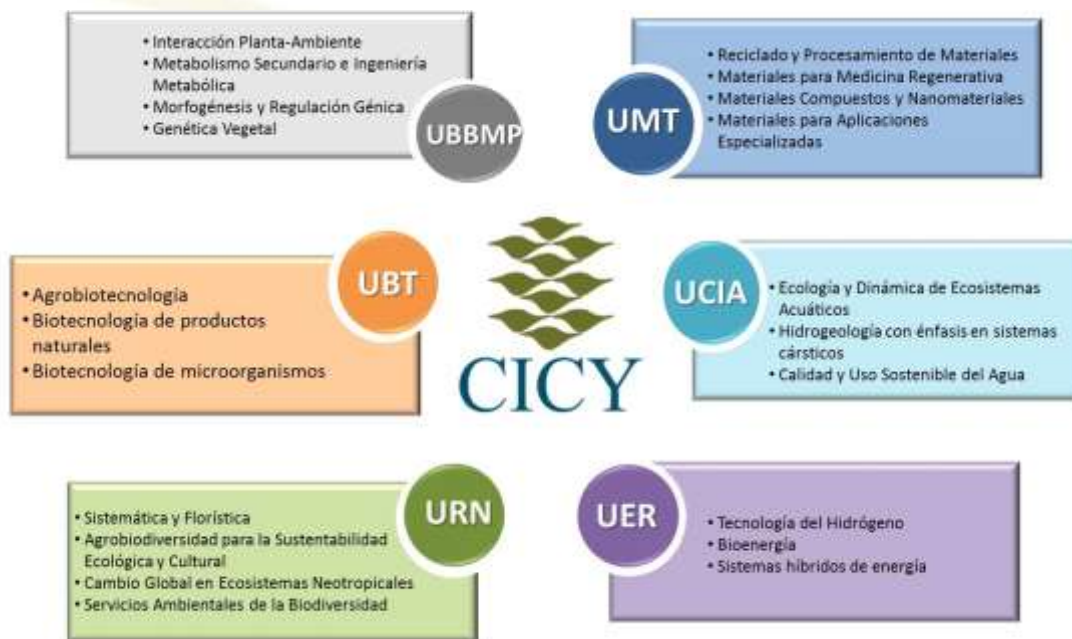 • Interacción Planta-Ambiente
• Metabolismo Secundario e Ingeniería
Metabólica
• Morfogénesis y Regulación Génica
• Genética Vegetal
UBBMP
UMT
• Reciclado y Procesamiento de Materiales
• Materiales para Medicina Regenerativa
• Materiales Compuestos y Nanomateriales
• Materiales para Aplicaciones
Especializadas
UBT
• Agrobiotecnología
• Biotecnología de productos
naturales
• Biotecnología de microorganismos
CICY
UCIA
• Ecología y Dinámica de Ecosistemas
Acuáticos
• Hidrogeología con énfasis en sistemas
cársticos
• Calidad y Uso Sostenible del Agua
URN
• Sistemática y Florística
• Agrobiodiversidad para la Sustentabilidad
Ecológica y Cultural
• Cambio Global en Ecosistemas Neotropicales
• Servicios Ambientales de la Biodiversidad
UER
• Tecnología del Hidrógeno
• Bioenergía
• Sistemas híbridos de energía